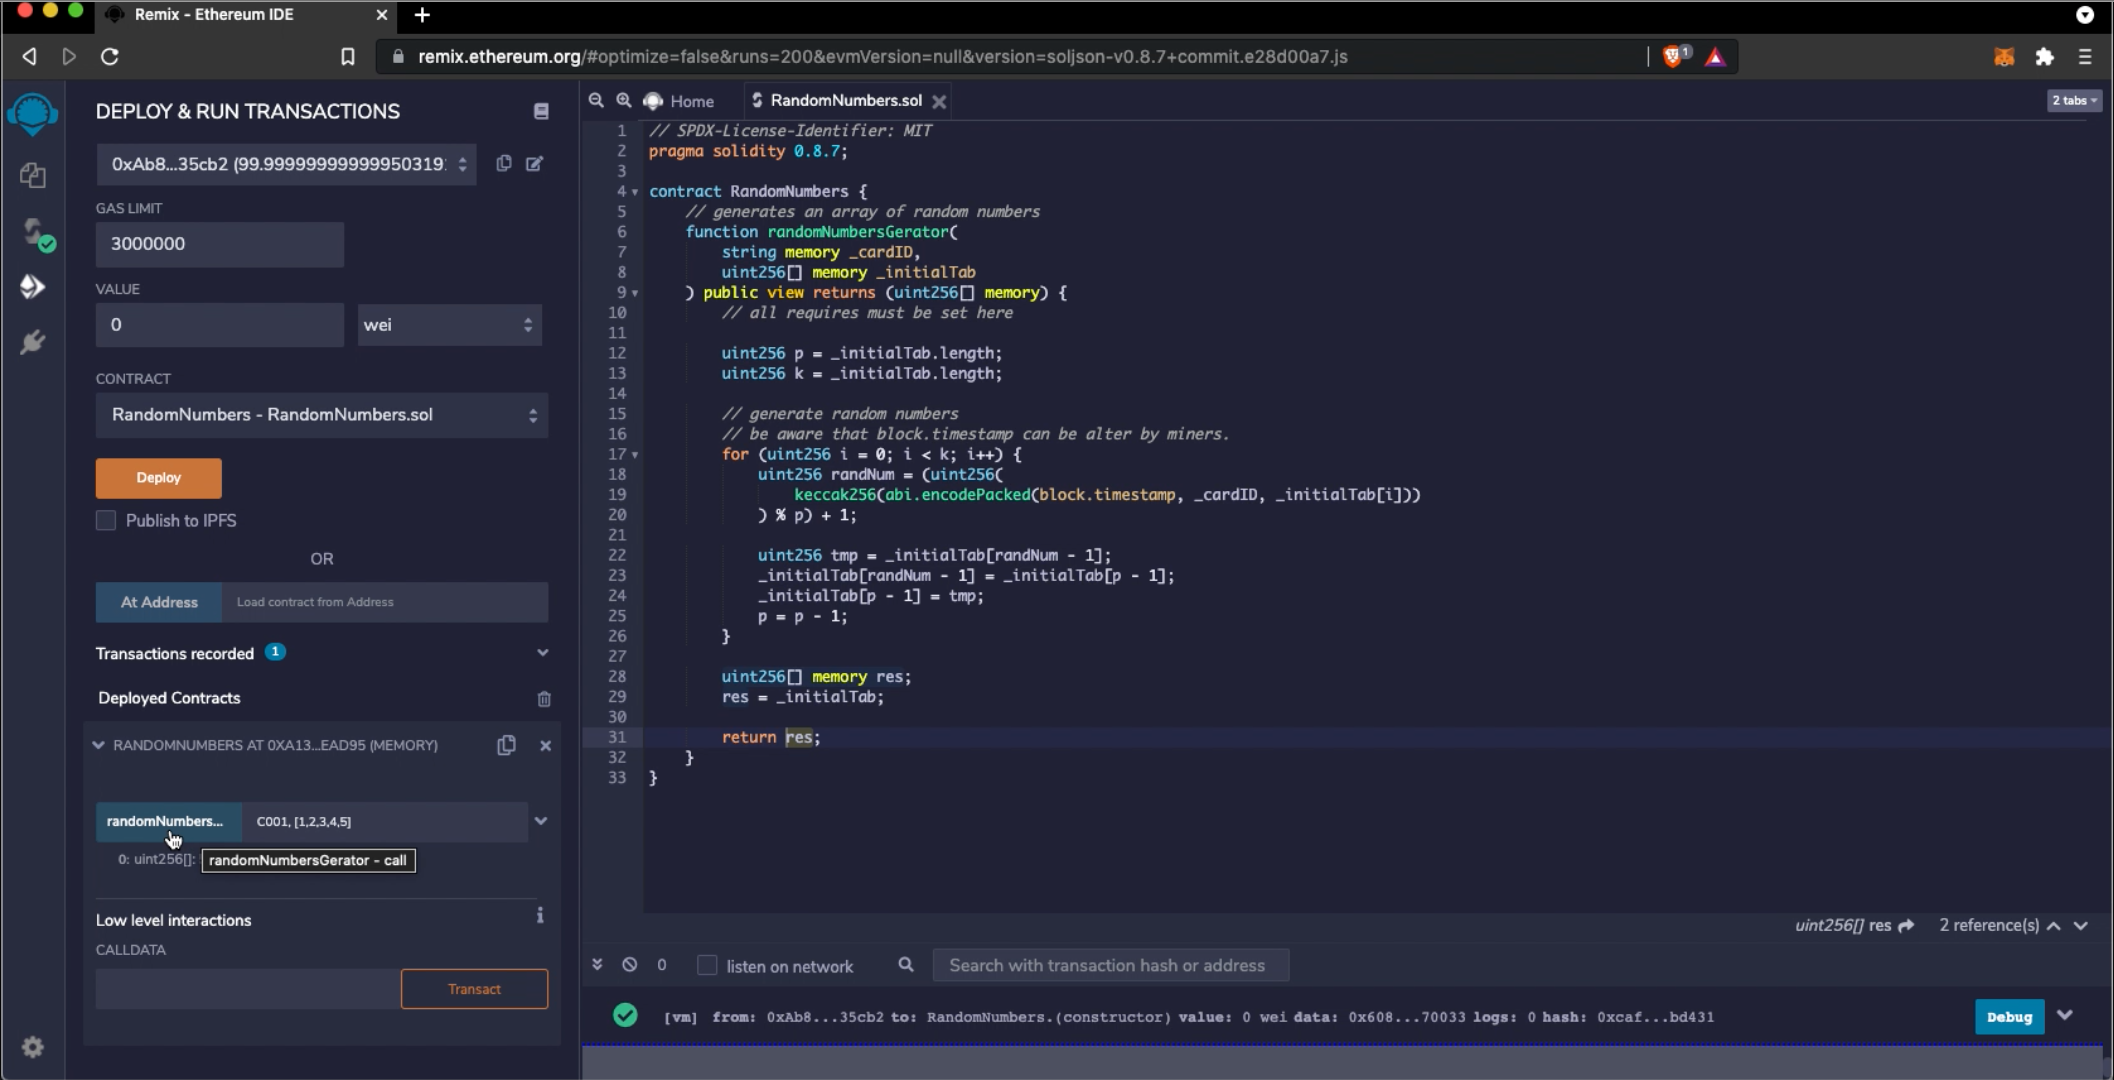 Remix - Ethereum IDE
remix.ethereum.org/#optimize=false&runs=200&evmVersion=null&version=soljson-v0.8.7+commit.e28d00a7.js
1
DEPLOY & RUN TRANSACTIONS
0xAb8...35cb2 (99.99999999999950319
GAS LIMIT
3000000
VALUE
0
wei
CONTRACT
RandomNumbers - RandomNumbers.sol
Deploy
Publish to IPFS
OR
At Address
Load contract from Address
Transactions recorded 1
Deployed Contracts
RANDOMNUMBERS AT 0XA13...EAD95 (MEMORY)
randomNumbers...
C001, [1,2,3,4,5]
0: uint256[]:
randomNumbersGerator - call
Low level interactions
i
CALLDATA
Transact
Home
RandomNumbers.sol
2 tabs
1 // SPDX-License-Identifier: MIT
2 pragma solidity 0.8.7;
3
4 contract RandomNumbers {
5 // generates an array of random numbers
6 function randomNumbersGerator(
7 string memory _cardID,
8 uint256[] memory _initialTab
9 ) public view returns (uint256[] memory) {
10 // all requires must be set here
11
12 uint256 p = _initialTab.length;
13 uint256 k = _initialTab.length;
14
15 // generate random numbers
16 // be aware that block.timestamp can be alter by miners.
17 for (uint256 i = 0; i < k; i++) {
18 uint256 randNum = (uint256(
19 keccak256(abi.encodePacked(block.timestamp, _cardID, _initialTab[i]))
20 ) % p) + 1;
21
22 uint256 tmp = _initialTab[randNum - 1];
23 _initialTab[randNum - 1] = _initialTab[p - 1];
24 _initialTab[p - 1] = tmp;
25 p = p - 1;
26 }
27
28 uint256[] memory res;
29 res = _initialTab;
30
31 return res;
32 }
33 }
uint256[] res 2 reference(s)
0 listen on network Search with transaction hash or address
[vm] from: 0xAb8...35cb2 to: RandomNumbers.(constructor) value: 0 wei data: 0x608...70033 logs: 0 hash: 0xcaf...bd431
Debug